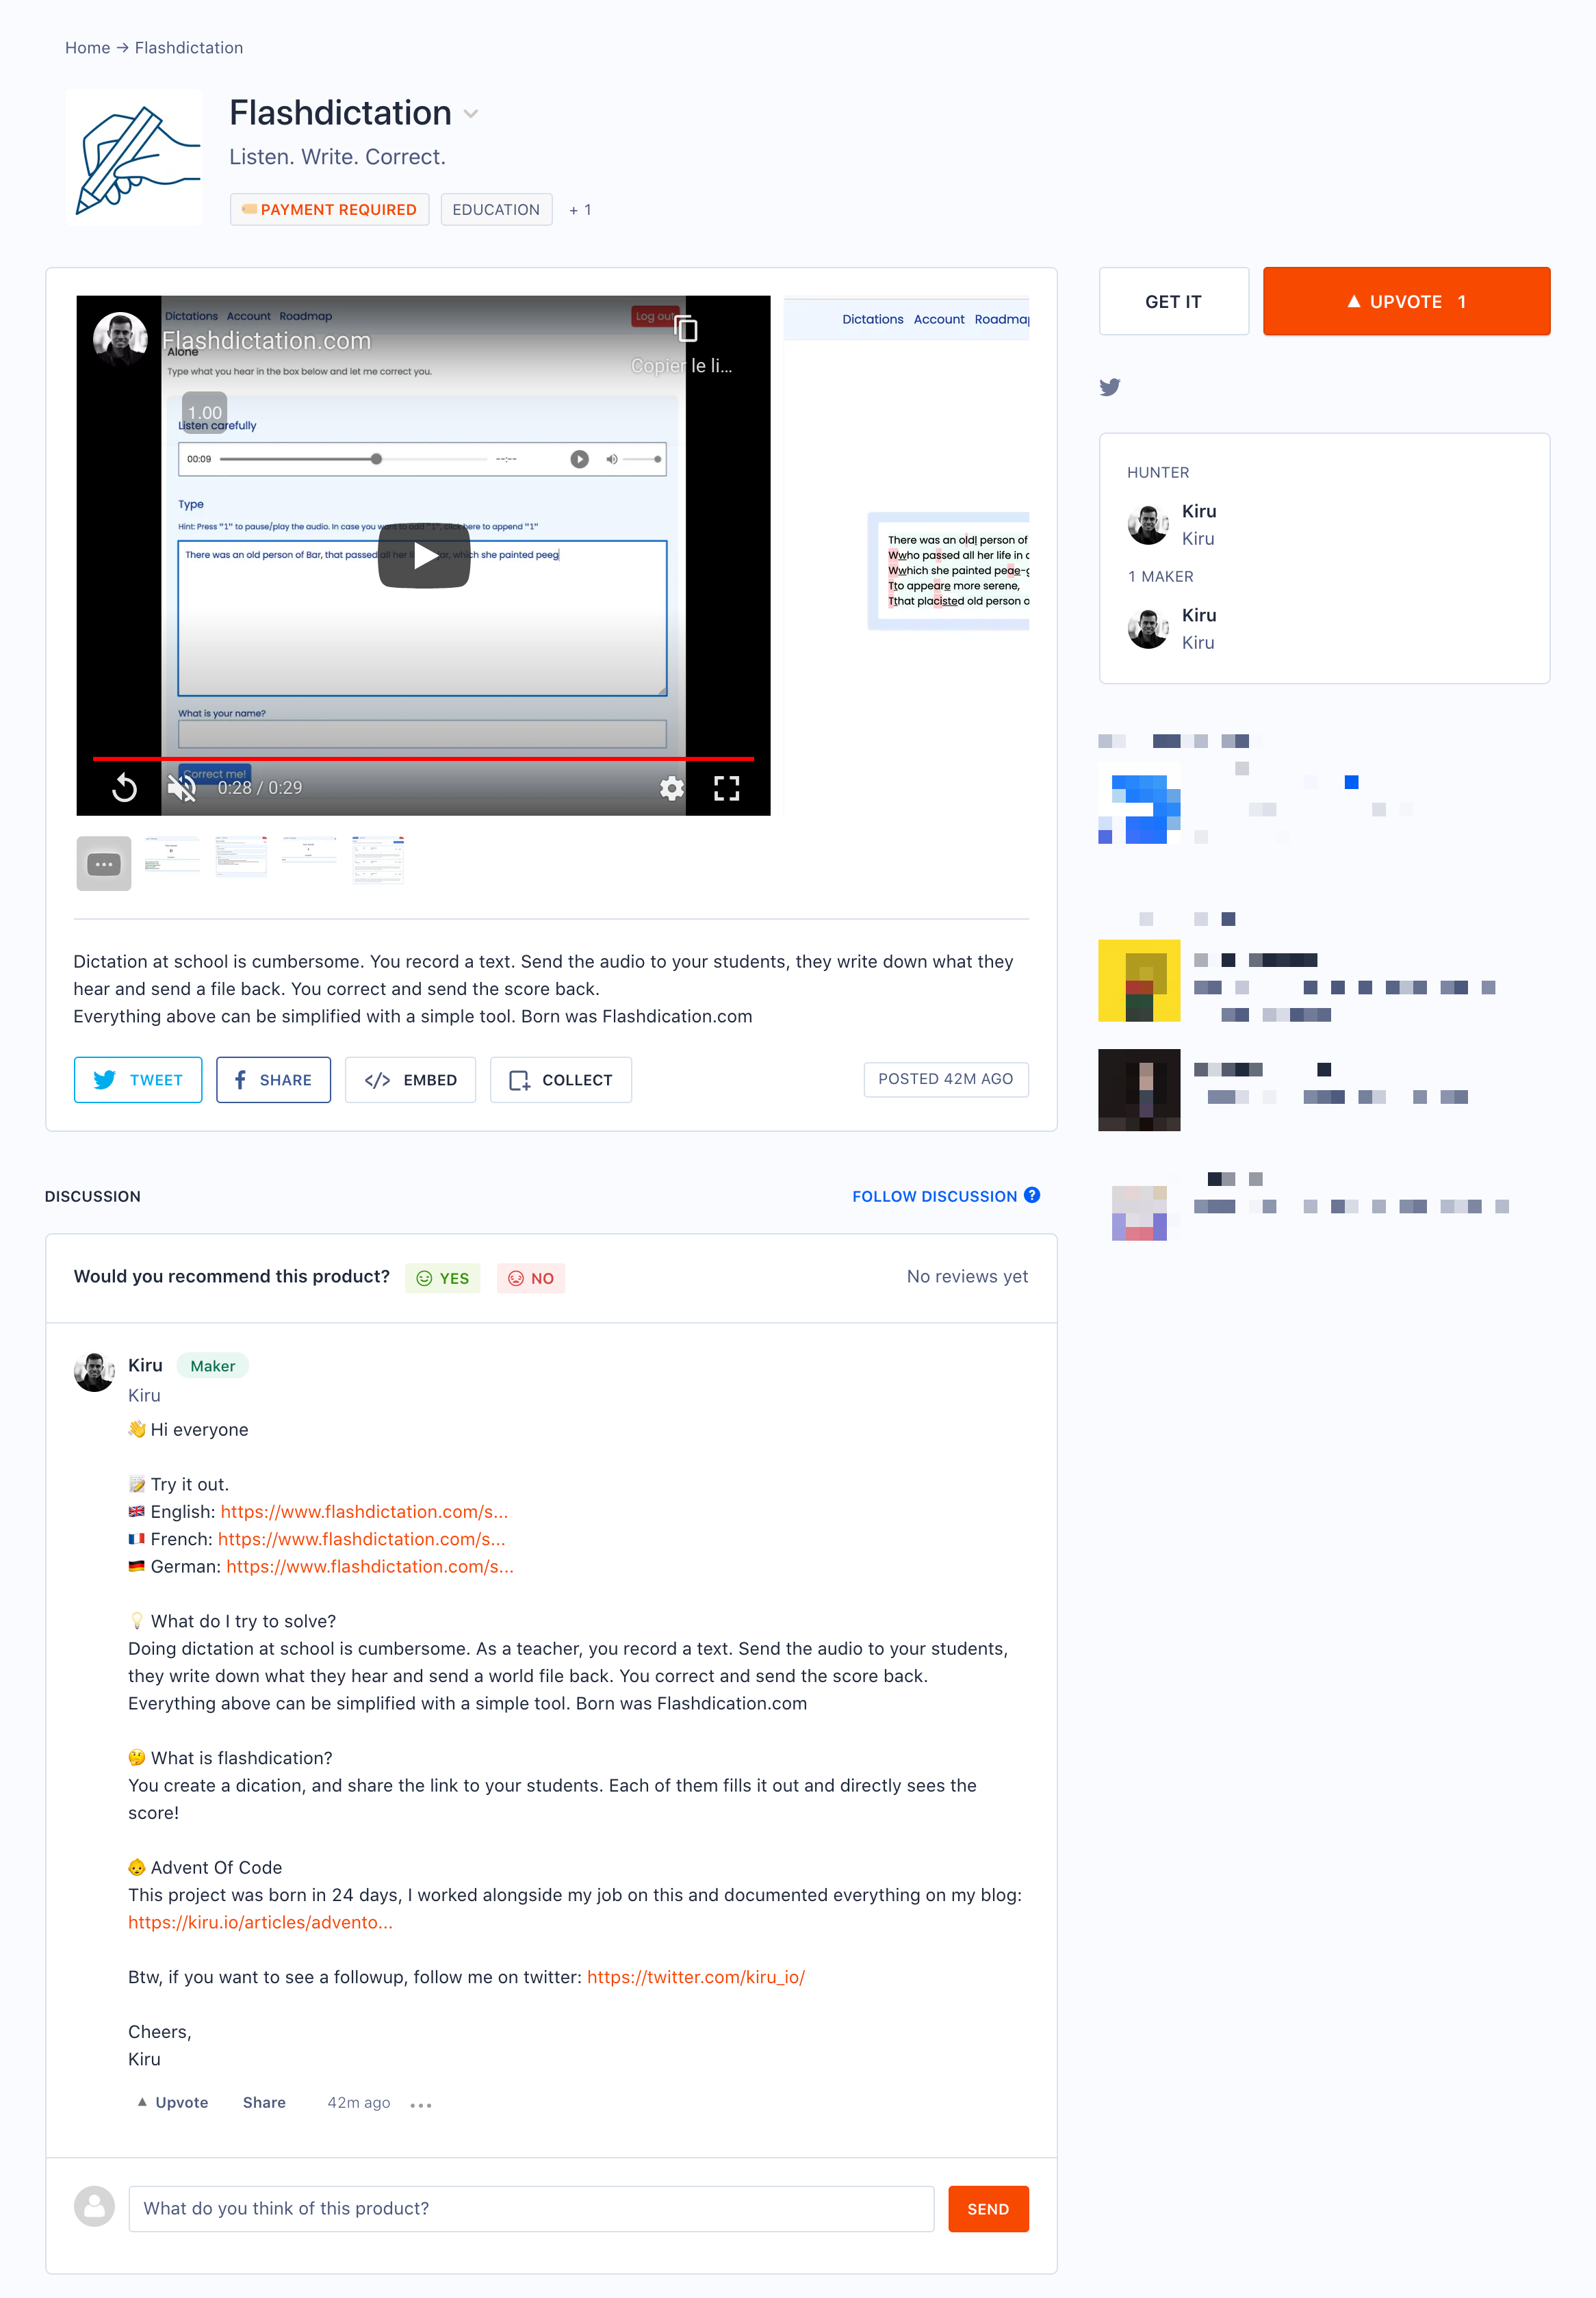 Home → Flashdictation
Flashdictation
Listen. Write. Correct.
PAYMENT REQUIRED
EDUCATION
+ 1
GET IT
▲ UPVOTE 1
Dictations Account Roadmap
Log out
Flashdictation.com
Copier le li...
Alone
Type what you hear in the box below and let me correct you.
1.00
Listen carefully
00:09
--:--
Type
Hint: Press "1" to pause/play the audio. In case you want to add "1", click here to append "1"
There was an old person of Bar, that passed all her life in a jar, which she painted peeg
What is your name?
Correct me!
0:28 / 0:29
Dictations Account Roadmap
There was an old| person of
Wwho passed all her life in a
Wwhich she painted peae-g
Tto appeare more serene,
Tthat placisted old person o
HUNTER
Kiru
Kiru
1 MAKER
Kiru
Kiru
Dictation at school is cumbersome. You record a text. Send the audio to your students, they write down what they
hear and send a file back. You correct and send the score back.
Everything above can be simplified with a simple tool. Born was Flashdication.com
TWEET
SHARE
</> EMBED
COLLECT
POSTED 42M AGO
DISCUSSION
FOLLOW DISCUSSION ?
Would you recommend this product?
YES
NO
No reviews yet
Kiru Maker
Kiru
👋 Hi everyone
📝 Try it out.
🇬🇧 English: https://www.flashdictation.com/s...
🇫🇷 French: https://www.flashdictation.com/s...
🇩🇪 German: https://www.flashdictation.com/s...
💡 What do I try to solve?
Doing dictation at school is cumbersome. As a teacher, you record a text. Send the audio to your students,
they write down what they hear and send a world file back. You correct and send the score back.
Everything above can be simplified with a simple tool. Born was Flashdication.com
🤔 What is flashdication?
You create a dication, and share the link to your students. Each of them fills it out and directly sees the
score!
👶 Advent Of Code
This project was born in 24 days, I worked alongside my job on this and documented everything on my blog:
https://kiru.io/articles/advento...
Btw, if you want to see a followup, follow me on twitter: https://twitter.com/kiru_io/
Cheers,
Kiru
▲ Upvote
Share
42m ago
...
What do you think of this product?
SEND